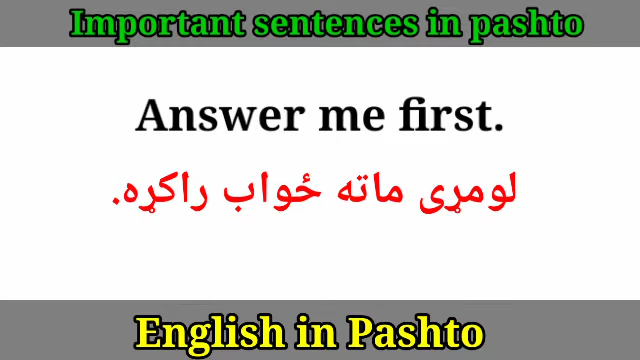 Important sentences in pashto
Answer me first.
لومړی ماته ځواب راکړه.
English in Pashto